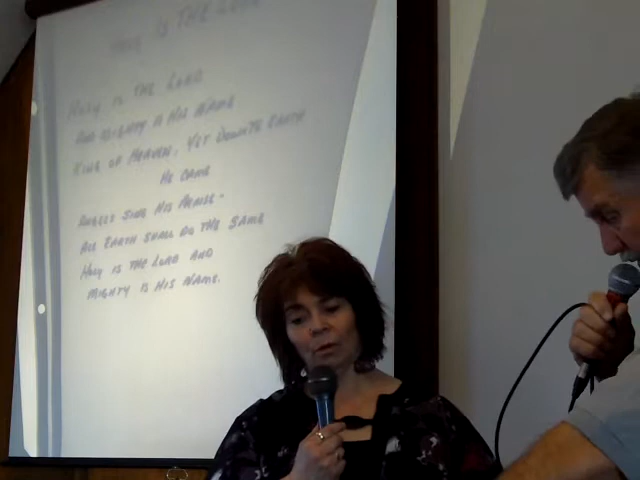 HOLY IS THE LORD
HOLY IS THE LORD
AND MIGHTY IS HIS NAME
KING OF HEAVEN, YET DOWN TO EARTH
HE CAME
ANGELS SING HIS PRAISE -
ALL EARTH SHALL DO THE SAME
HOLY IS THE LORD AND
MIGHTY IS HIS NAME.